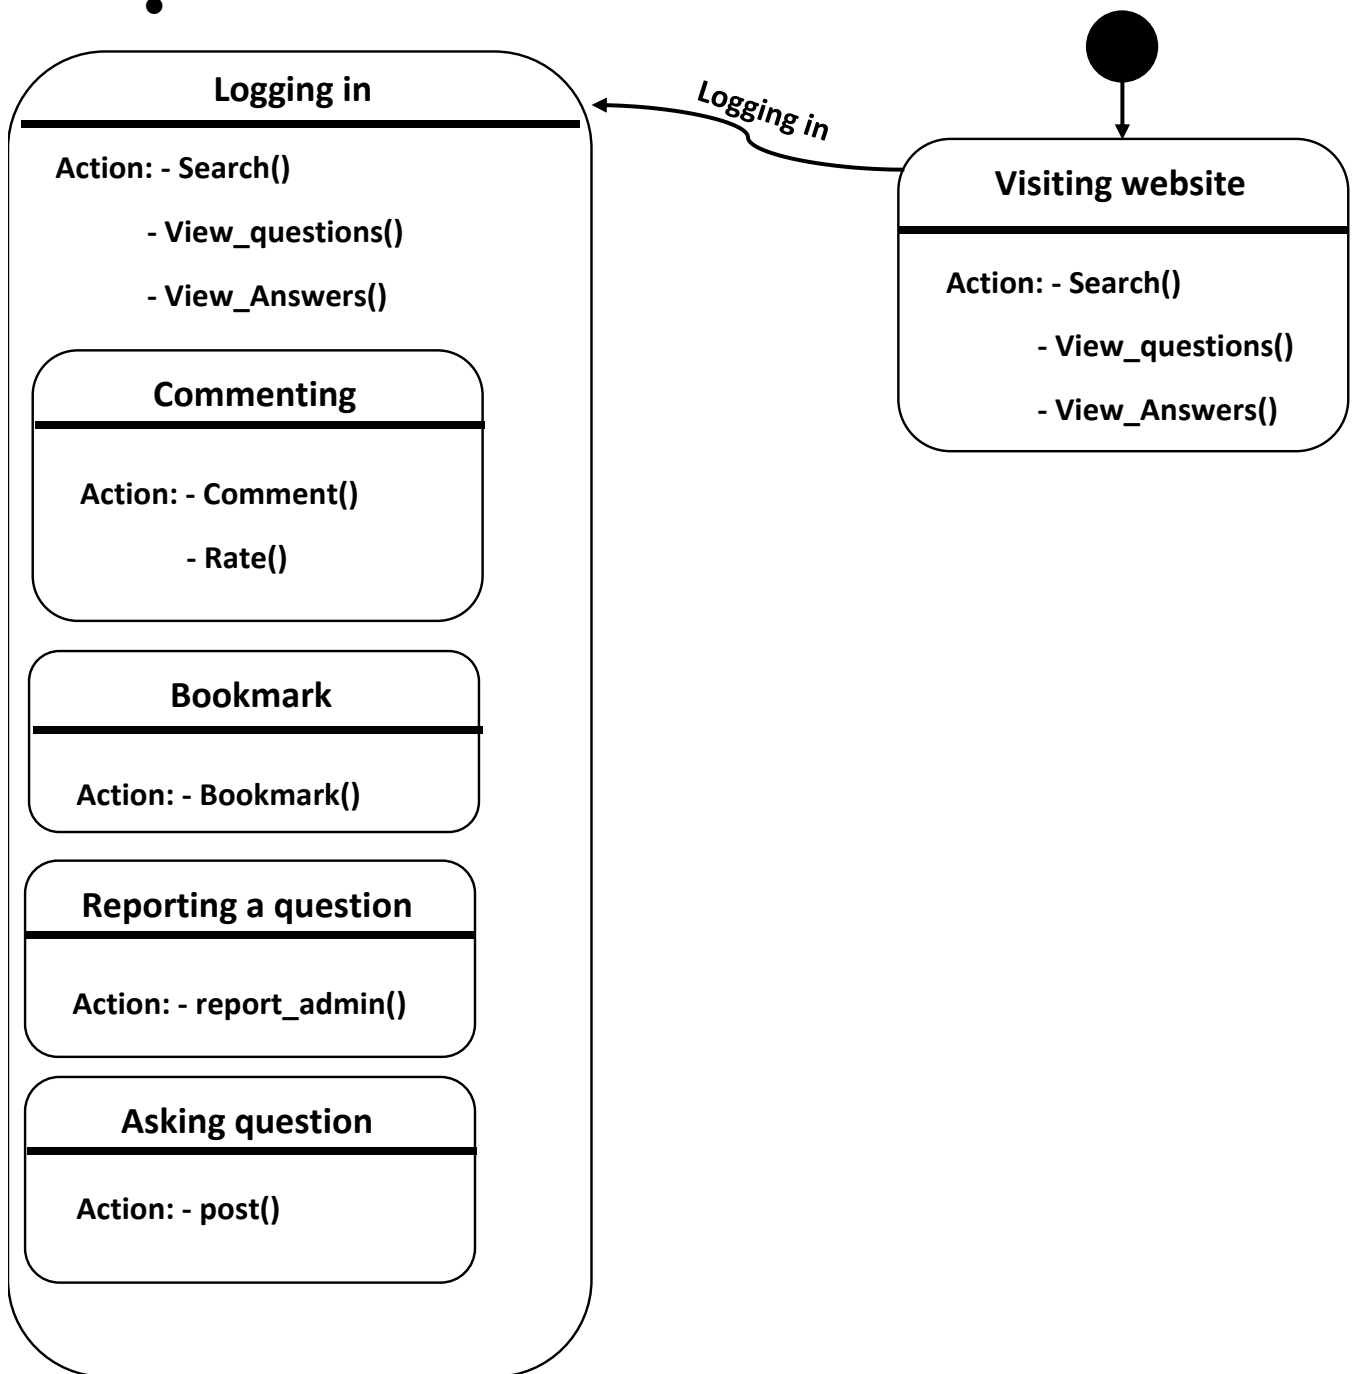 Logging in
Action: - Search()
- View_questions()
- View_Answers()
Commenting
Action: - Comment()
- Rate()
Bookmark
Action: - Bookmark()
Reporting a question
Action: - report_admin()
Asking question
Action: - post()
Logging in
Visiting website
Action: - Search()
- View_questions()
- View_Answers()